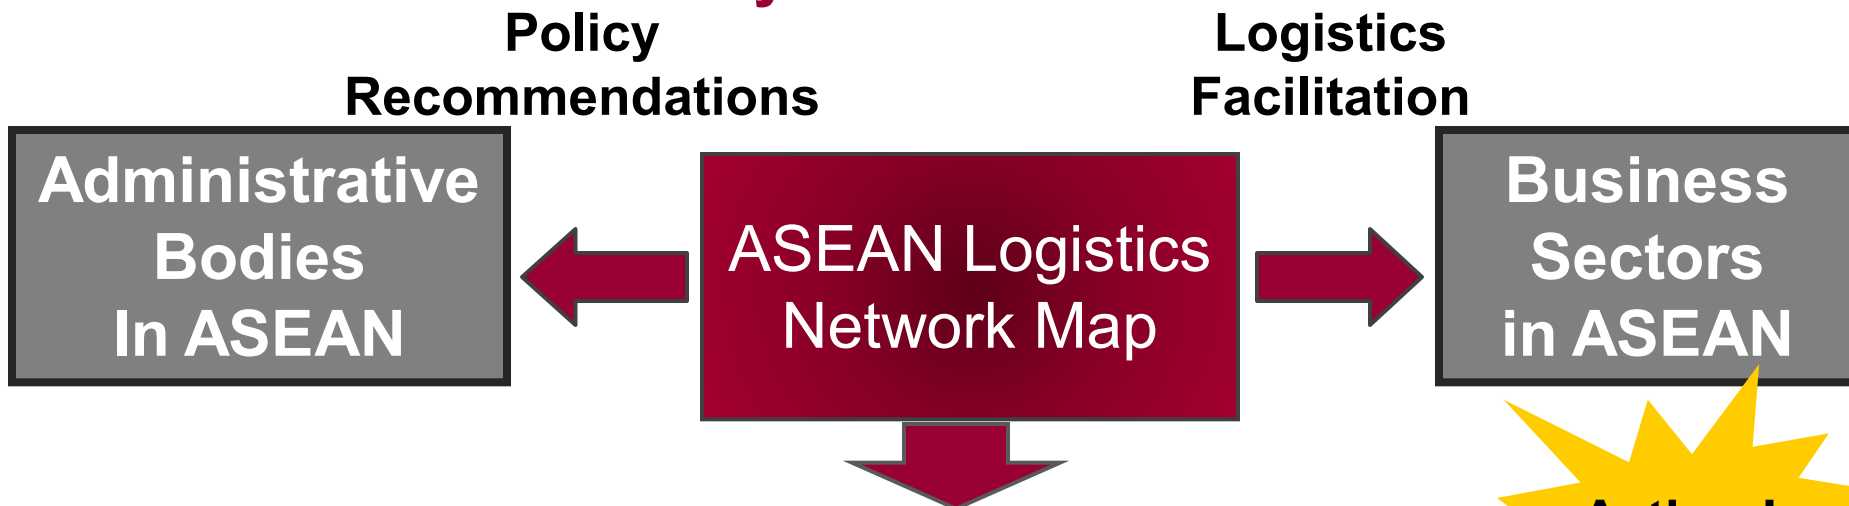 Policy
Recommendations
Logistics
Facilitation
Administrative
Bodies
In ASEAN
ASEAN Logistics
Network Map
Business
Sectors
in ASEAN